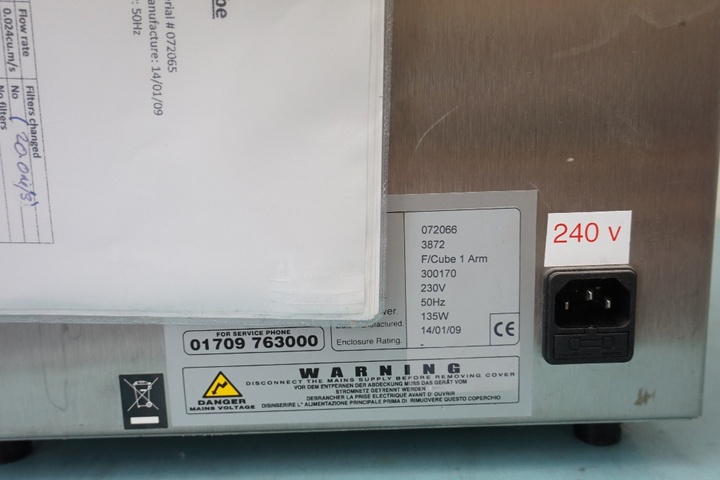 be
erial # 072065
: 50Hz
anufacture: 14/01/09
Flow rate
0.024cu.m/s
Filters changed
No
No filters
072066
3872
F/Cube 1 Arm
300170
230V
50Hz
135W
14/01/09
-
Enclosure Rating.
CE
240 v
FOR SERVICE PHONE
01709 763000
WARNING
DISCONNECT THE MAINS SUPPLY BEFORE REMOVING COVER
VOR DEM ENTFERNEN DER ABDECKUNG MUSS DAS GERÄT VOM
STROMNETZ GETRENNT WERDEN
DEBRANCHER LA PRISE ELECTRIQUE AVANT D' OUVRIR
DISINSERIRE L" ALIMENTAZIONE PRINCIPALE PRIMA DI RIMUOVERE QUESTO COPERCHIO
DANGER
MAINS VOLTAGE